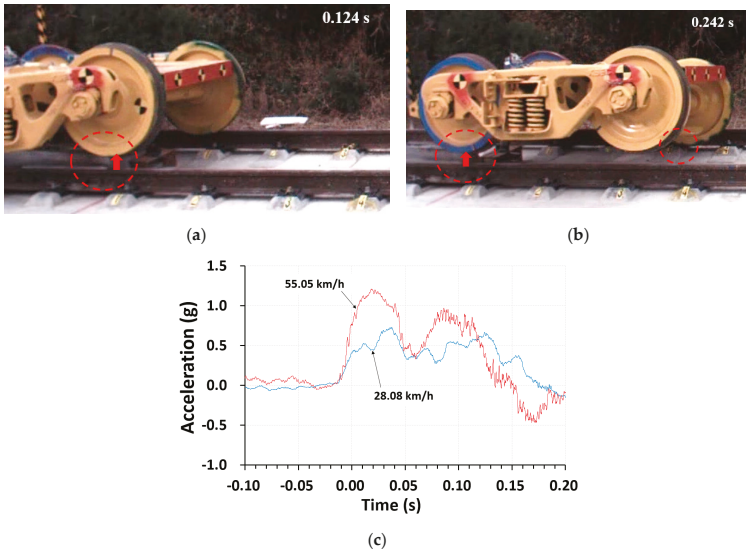 0.124 s
0.242 s
(a)
(b)
1.5
1.0
0.5
0.0
-0.5
-1.0
Acceleration (g)
55.05 km/h
28.08 km/h
-0.10 -0.05 0.00 0.05 0.10 0.15 0.20
Time (s)
(c)